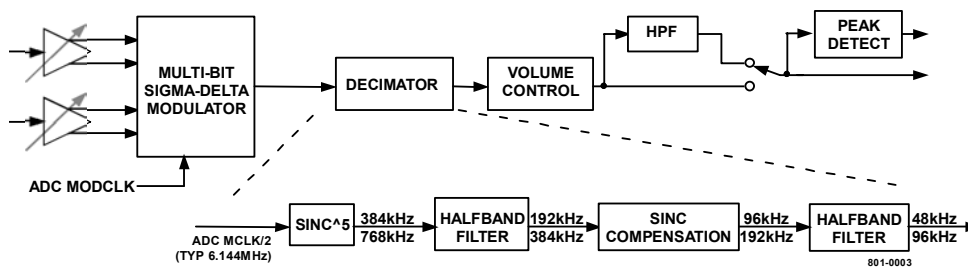 MULTI-BIT
SIGMA-DELTA
MODULATOR
DECIMATOR
VOLUME
CONTROL
HPF
PEAK
DETECT
ADC MODCLK
ADC MCLK/2
(TYP 6.144MHz)
SINC^5
384kHz
768kHz
HALFBAND
FILTER
192kHz
384kHz
SINC
COMPENSATION
96kHz
192kHz
HALFBAND
FILTER
48kHz
96kHz
801-0003